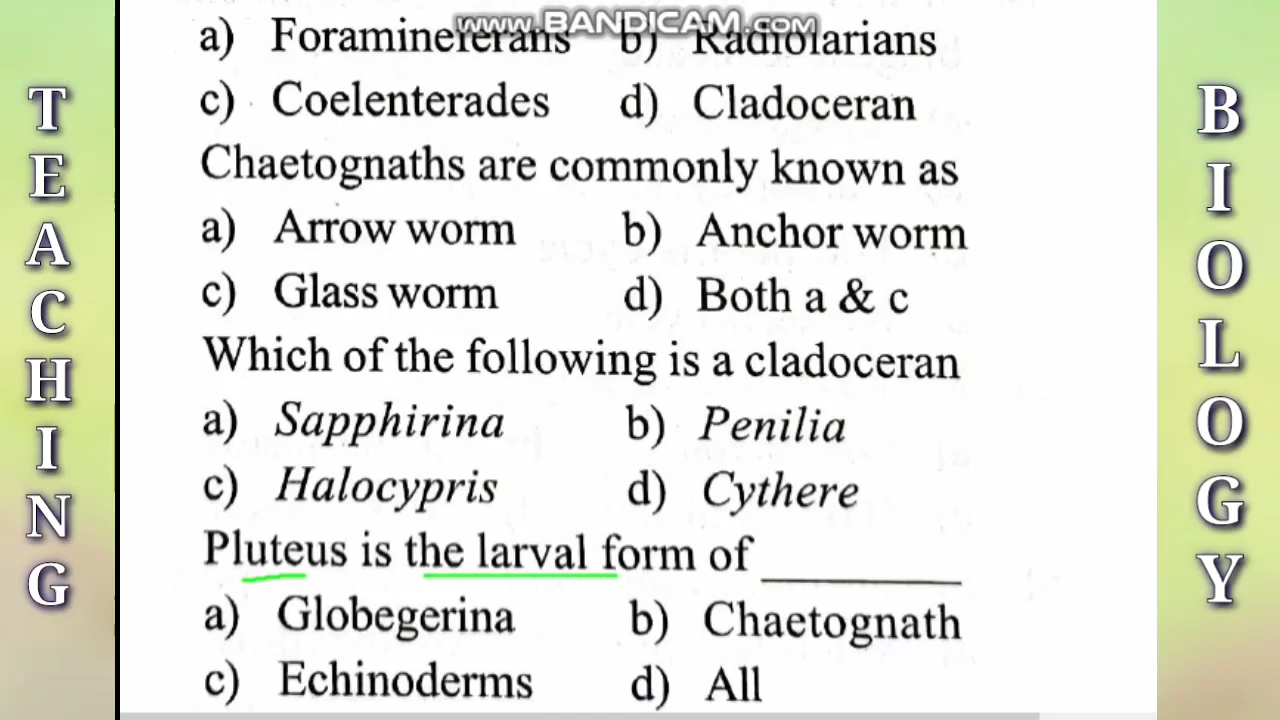 www.BANDICAM.com
a) Foramineferans b) Radiolarians
c) Coelenterades d) Cladoceran
Chaetognaths are commonly known as
a) Arrow worm b) Anchor worm
c) Glass worm d) Both a & c
Which of the following is a cladoceran
a) Sapphirina b) Penilia
c) Halocypris d) Cythere
Pluteus is the larval form of
a) Globegerina b) Chaetognath
c) Echinoderms d) All
TEACHING
BIOLOGY